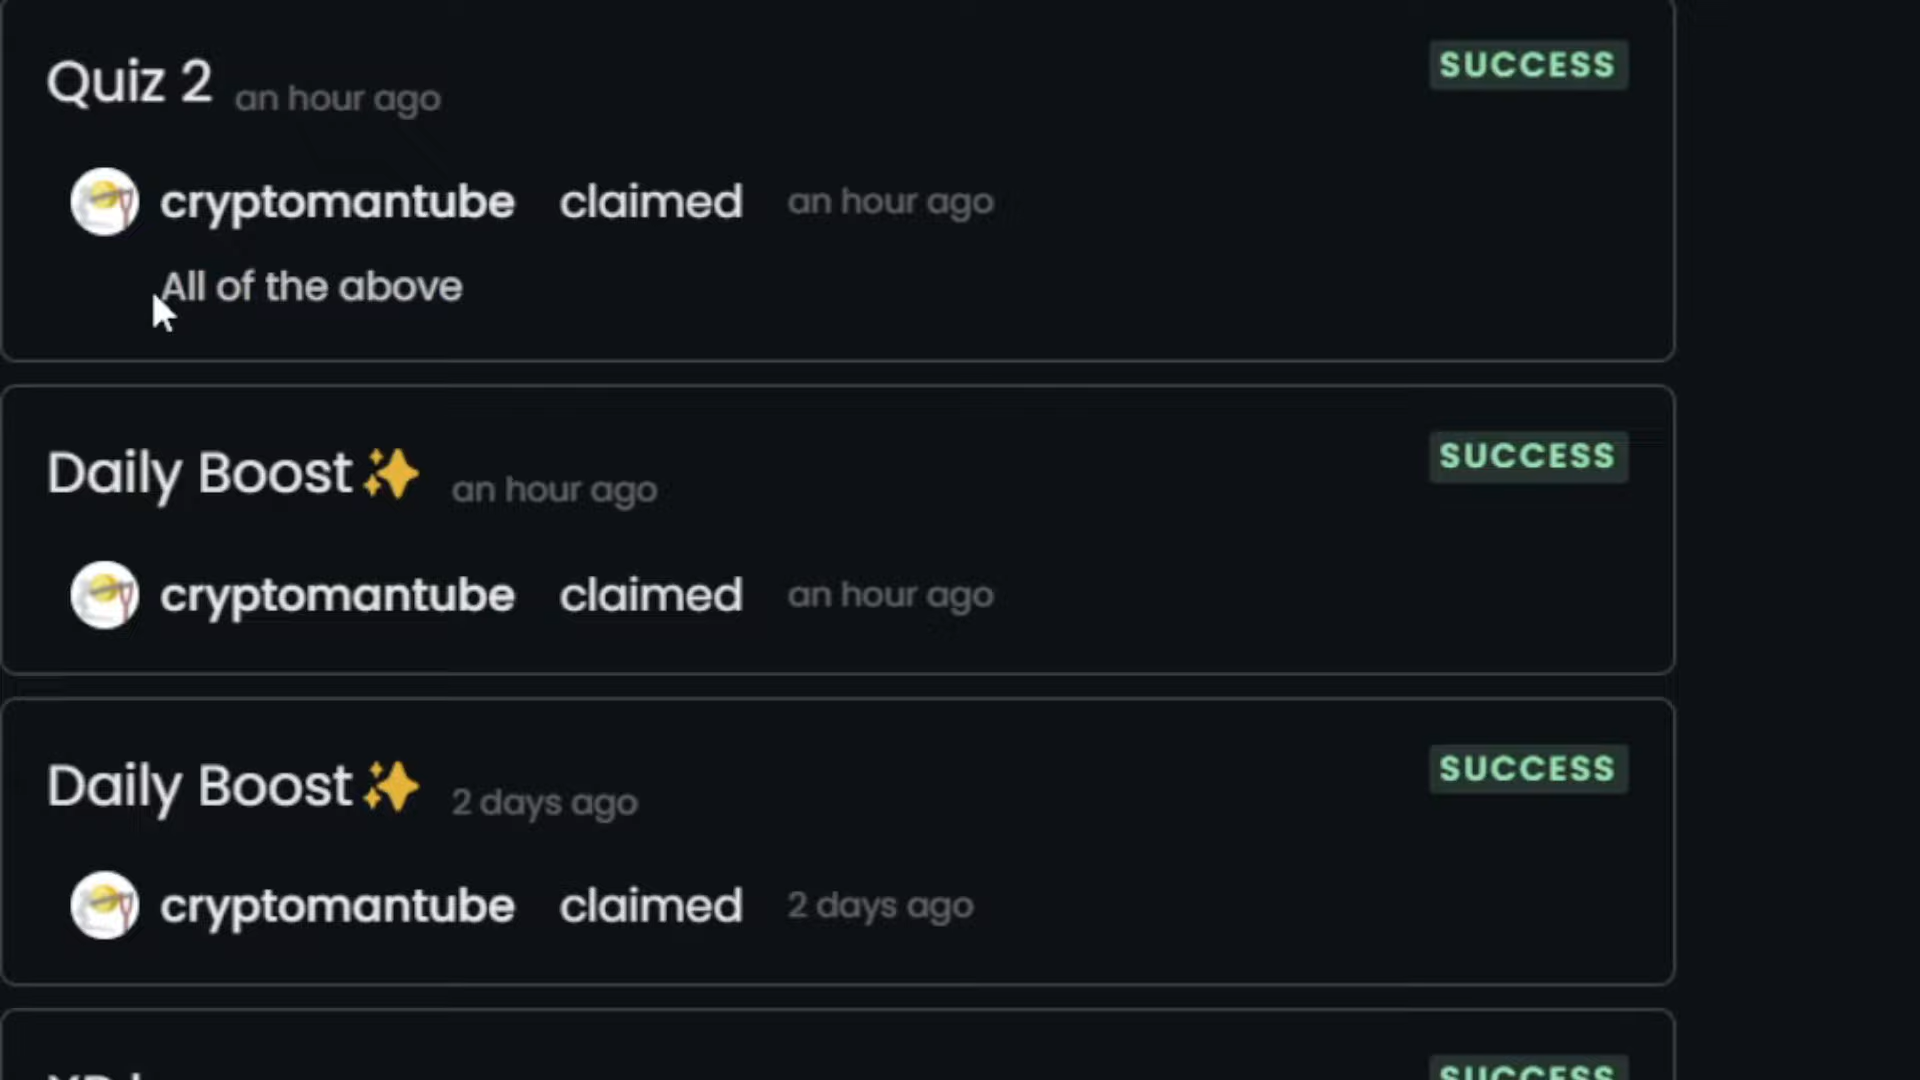 Quiz 2 an hour ago SUCCESS
cryptomantube claimed an hour ago
All of the above
Daily Boost✨ an hour ago SUCCESS
cryptomantube claimed an hour ago
Daily Boost✨ 2 days ago SUCCESS
cryptomantube claimed 2 days ago
SUCCESS